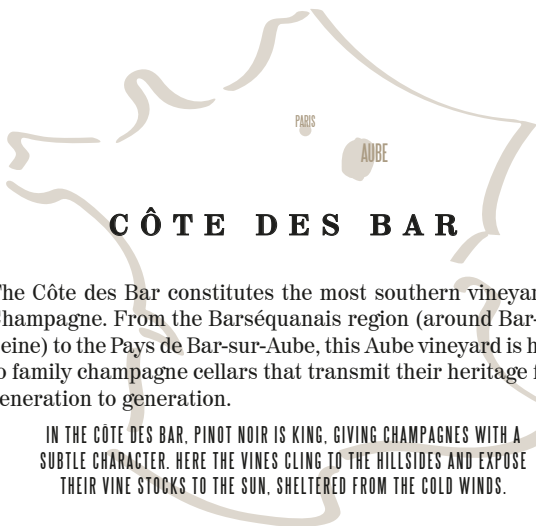 PARIS
AUBE
CÔTE DES BAR
The Côte des Bar constitutes the most southern vineyar
Champagne. From the Barséquanais region (around Bar-
eine) to the Pays de Bar-sur-Aube, this Aube vineyard is h
o family champagne cellars that transmit their heritage f
eneration to generation.
IN THE CÔTE DES BAR, PINOT NOIR IS KING, GIVING CHAMPAGNES WITH A
SUBTLE CHARACTER. HERE THE VINES CLING TO THE HILLSIDES AND EXPOSE
THEIR VINE STOCKS TO THE SUN, SHELTERED FROM THE COLD WINDS.